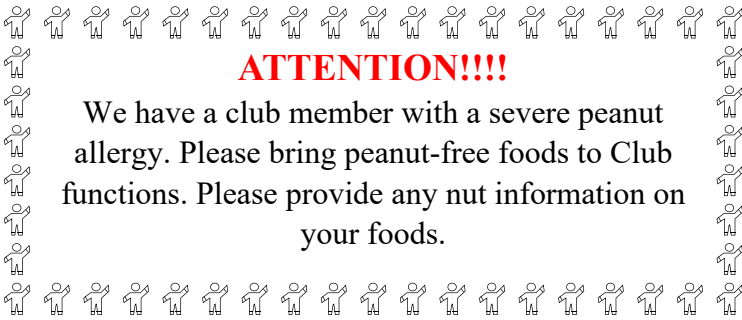 ATTENTION!!!!
We have a club member with a severe peanut
allergy. Please bring peanut-free foods to Club
functions. Please provide any nut information on
your foods.